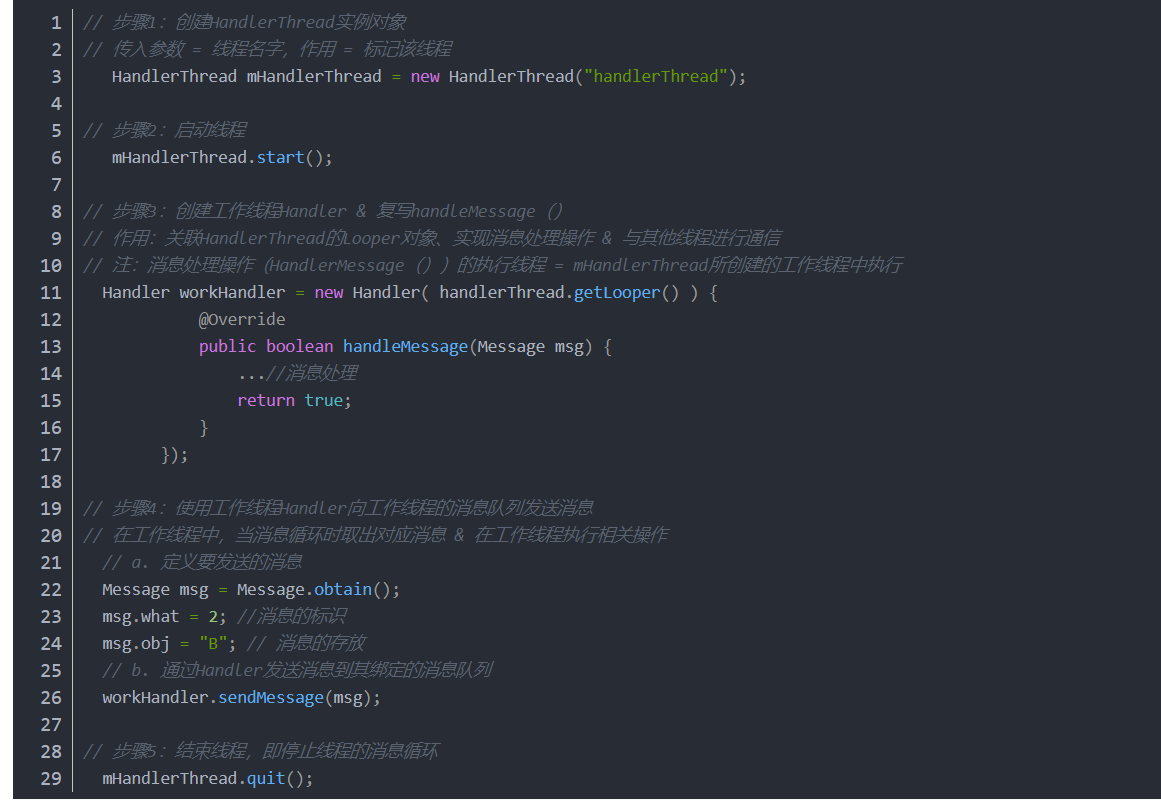 1 // 步骤1：创建HandlerThread实例对象
2 // 传入参数 = 线程名字，作用 = 标记该线程
3 HandlerThread mHandlerThread = new HandlerThread("handlerThread");
4
5 // 步骤2：启动线程
6 mHandlerThread.start();
7
8 // 步骤3：创建工作线程Handler & 复写handleMessage（）
9 // 作用：关联HandlerThread的Looper对象、实现消息处理操作 & 与其他线程进行通信
10 // 注：消息处理操作（HandlerMessage（））的执行线程 = mHandlerThread所创建的工作线程中执行
11 Handler workHandler = new Handler( handlerThread.getLooper() ) {
12 @Override
13 public boolean handleMessage(Message msg) {
14 ...//消息处理
15 return true;
16 }
17 });
18
19 // 步骤4：使用工作线程Handler向工作线程的消息队列发送消息
20 // 在工作线程中，当消息循环时取出对应消息 & 在工作线程执行相关操作
21 // a. 定义要发送的消息
22 Message msg = Message.obtain();
23 msg.what = 2; //消息的标识
24 msg.obj = "B"; // 消息的存放
25 // b. 通过Handler发送消息到其绑定的消息队列
26 workHandler.sendMessage(msg);
27
28 // 步骤5：结束线程，即停止线程的消息循环
29 mHandlerThread.quit();